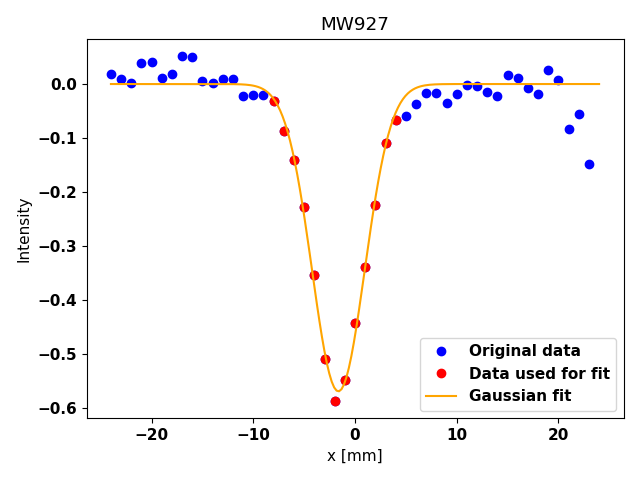 MW927
0.0
−0.1
−0.2
−0.3
−0.4
−0.5
−0.6
Intensity
−20
−10
0
10
20
x [mm]
Original data
Data used for fit
Gaussian fit